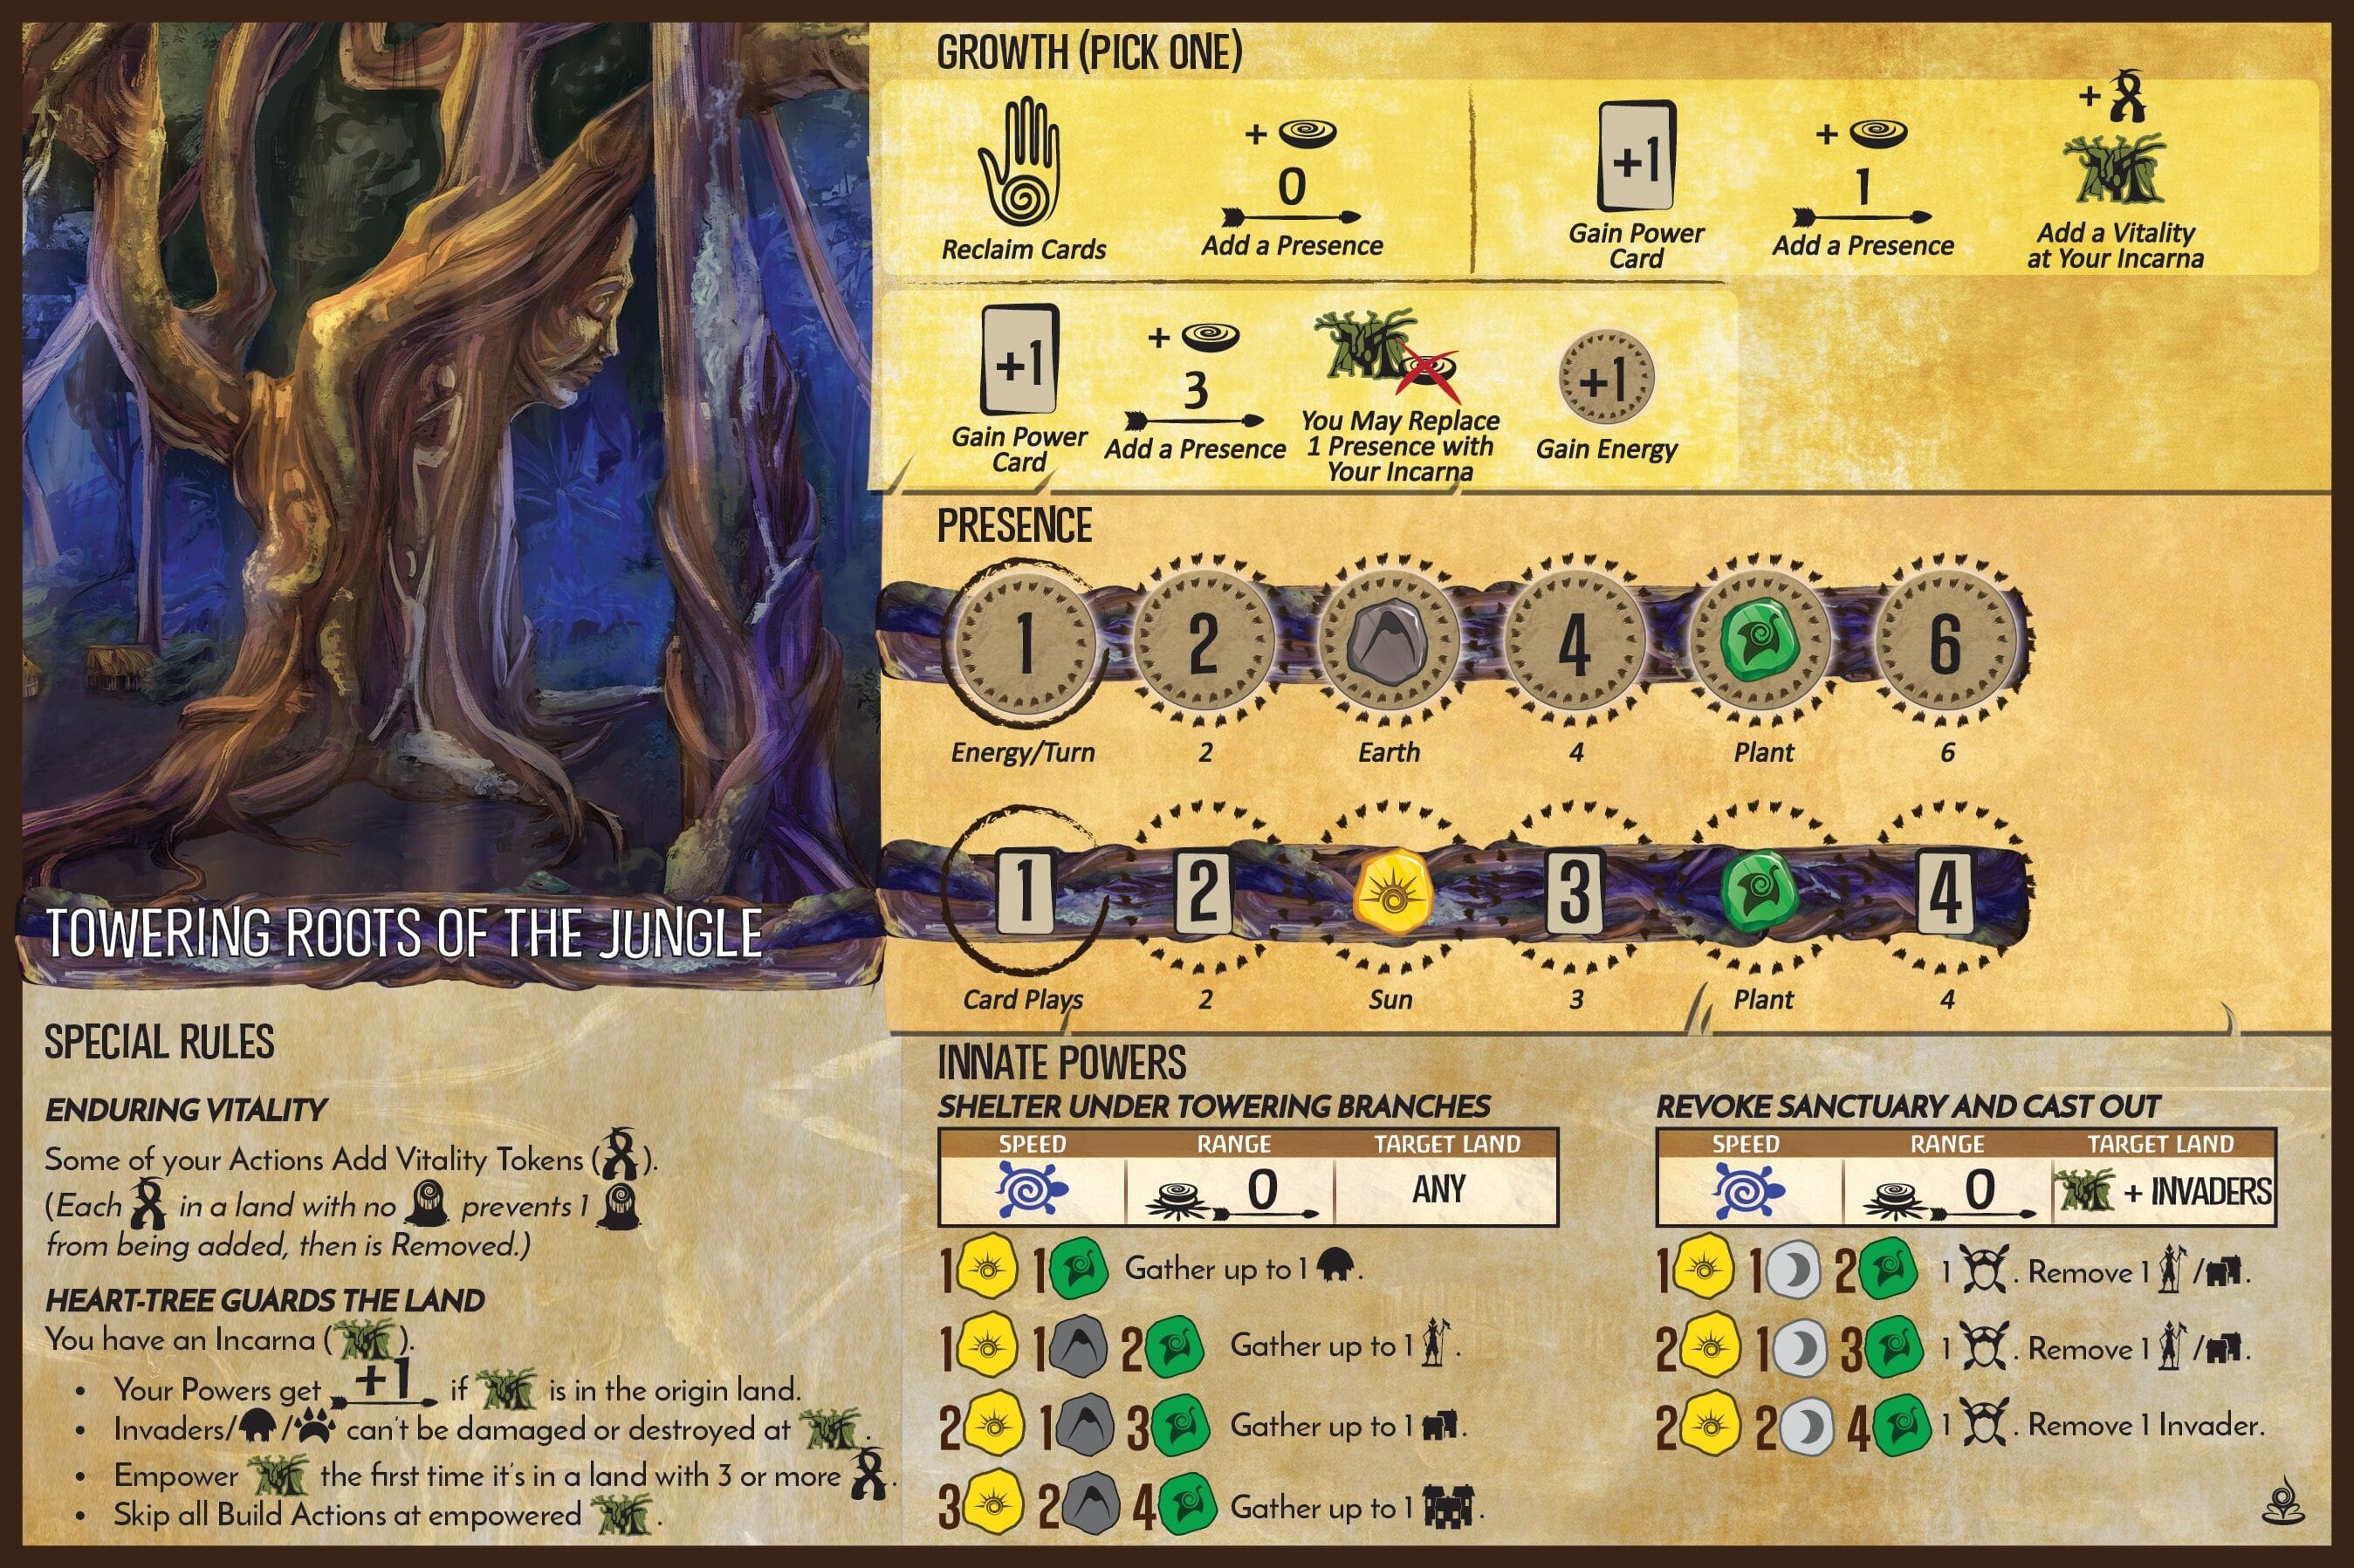 GROWTH (PICK ONE)
+1
+ 0
+ 1
+
Reclaim Cards
Add a Presence
Gain Power
Card
Add a Presence
Add a Vitality
at Your Incarna
+1
+ 3
+1
Gain Power
Card
Add a Presence
You May Replace
1 Presence with
Your Incarna
Gain Energy
PRESENCE
1 2 4 6
Energy/Turn 2 Earth 4 Plant 6
1 2 3 4
Card Plays 2 Sun 3 Plant 4
TOWERING ROOTS OF THE JUNGLE
SPECIAL RULES
ENDURING VITALITY
Some of your Actions Add Vitality Tokens ( ).
(Each in a land with no prevents 1
from being added, then is Removed.)
HEART-TREE GUARDS THE LAND
You have an Incarna ( ).
• Your Powers get +1 if is in the origin land.
• Invaders/ / can't be damaged or destroyed at .
• Empower the first time it's in a land with 3 or more .
• Skip all Build Actions at empowered .
INNATE POWERS
SHELTER UNDER TOWERING BRANCHES
SPEED RANGE TARGET LAND
0 ANY
1 1 Gather up to 1 .
1 1 2 Gather up to 1 .
2 1 3 Gather up to 1 .
3 2 4 Gather up to 1 .
REVOKE SANCTUARY AND CAST OUT
SPEED RANGE TARGET LAND
0 + INVADERS
1 1 2 1 . Remove 1 / .
2 1 3 1 . Remove 1 / .
2 2 4 1 . Remove 1 Invader.